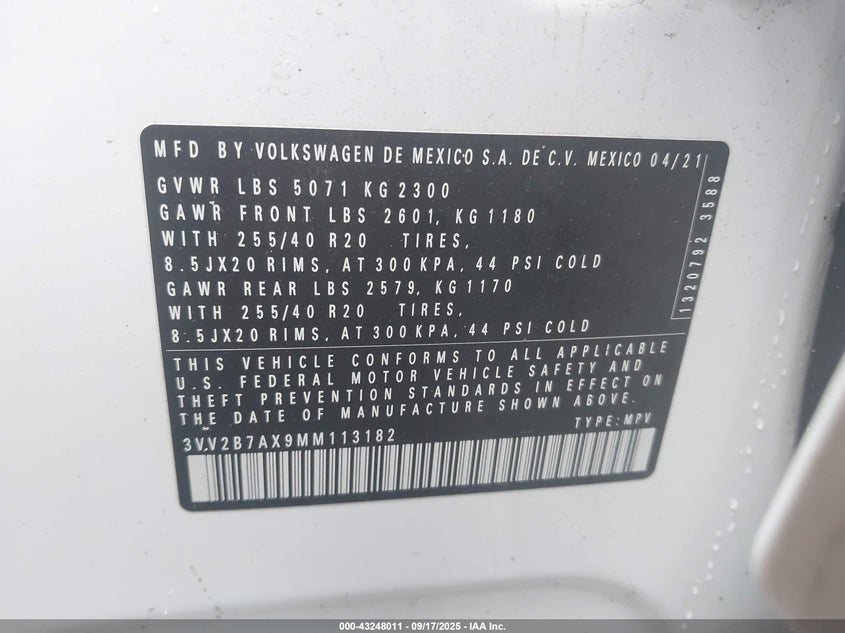 MFD BY VOLKSWAGEN DE MEXICO S.A. DE C.V. MEXICO 04/21
GVWR LBS 5071 KG 2300
GAWR FRONT LBS 2601, KG 1180
WITH 255/40 R20 TIRES,
8.5JX20 RIMS, AT 300 KPA, 44 PSI COLD
GAWR REAR LBS 2579, KG 1170
WITH 255/40 R20 TIRES,
8.5JX20 RIMS, AT 300 KPA, 44 PSI COLD
1320792 3588
THIS VEHICLE CONFORMS TO ALL APPLICABLE
U.S. FEDERAL MOTOR VEHICLE SAFETY AND
THEFT PREVENTION STANDARDS IN EFFECT ON
THE DATE OF MANUFACTURE SHOWN ABOVE.
3VV2B7AX9MM113182 TYPE: MPV
000-43248011 - 09/17/2025 - IAA Inc.